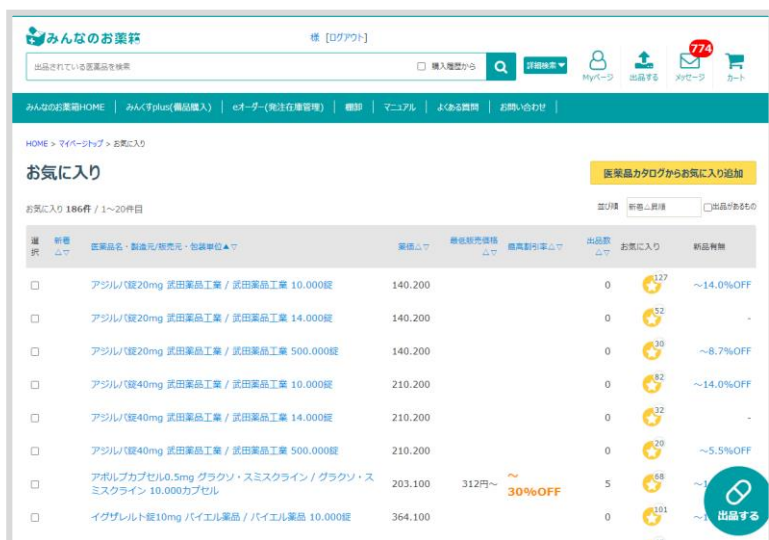 みんなのお薬箱
様 [ログアウト]
774
出品されている医薬品を検索
購入履歴から
詳細検索▼
Myページ
出品する
メッセージ
カート
みんなのお薬箱HOME | みんくすplus(備品購入) | eオーダー(発注在庫管理) | 棚卸 | マニュアル | よくある質問 | お問い合わせ |
HOME > マイページトップ > お気に入り
お気に入り
医薬品カタログからお気に入り追加
お気に入り 186件 / 1～20件目
並び順 新着△昇順 出品があるもの
選択 新着△▽ 医薬品名・製造元/販売元・包装単位▲▽ 薬価△▽ 最低販売価格△▽ 最高割引率△▽ 出品数△▽ お気に入り 新品有無
アジルバ錠20mg 武田薬品工業 / 武田薬品工業 10.000錠 140.200 0 127 ～14.0%OFF
アジルバ錠20mg 武田薬品工業 / 武田薬品工業 14.000錠 140.200 0 52 -
アジルバ錠20mg 武田薬品工業 / 武田薬品工業 500.000錠 140.200 0 30 ～8.7%OFF
アジルバ錠40mg 武田薬品工業 / 武田薬品工業 10.000錠 210.200 0 82 ～14.0%OFF
アジルバ錠40mg 武田薬品工業 / 武田薬品工業 14.000錠 210.200 0 32 -
アジルバ錠40mg 武田薬品工業 / 武田薬品工業 500.000錠 210.200 0 20 ～5.5%OFF
アボルブカプセル0.5mg グラクソ・スミスクライン / グラクソ・ス
ミスクライン 10.000カプセル 203.100 312円～ ～30%OFF 5 68
イグザレルト錠10mg バイエル薬品 / バイエル薬品 10.000錠 364.100 0 101
出品する